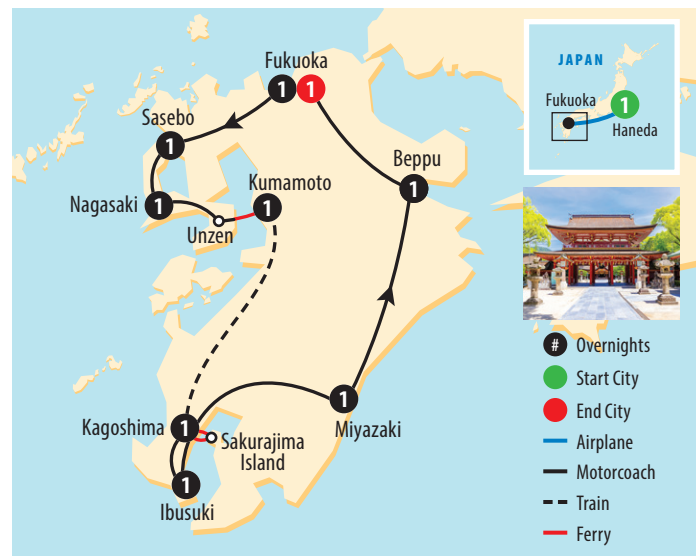 Fukuoka
1
1
Sasebo
1
Nagasaki
1
Unzen
Kumamoto
1
Beppu
1
Kagoshima
1
Sakurajima
Island
Miyazaki
1
Ibusuki
1
JAPAN
Fukuoka
1
Haneda
# Overnights
Start City
End City
Airplane
Motorcoach
Train
Ferry